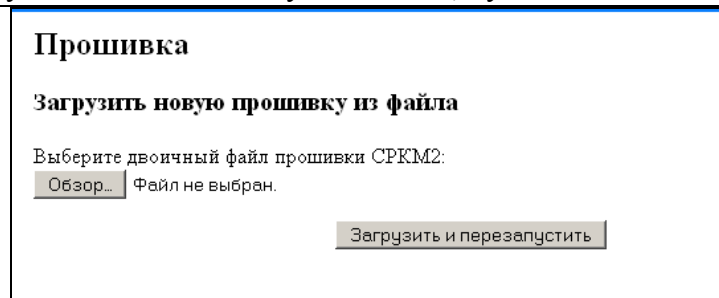 Прошивка
Загрузить новую прошивку из файла
Выберите двоичный файл прошивки СРКМ2:
Обзор... Файл не выбран.
Загрузить и перезапустить